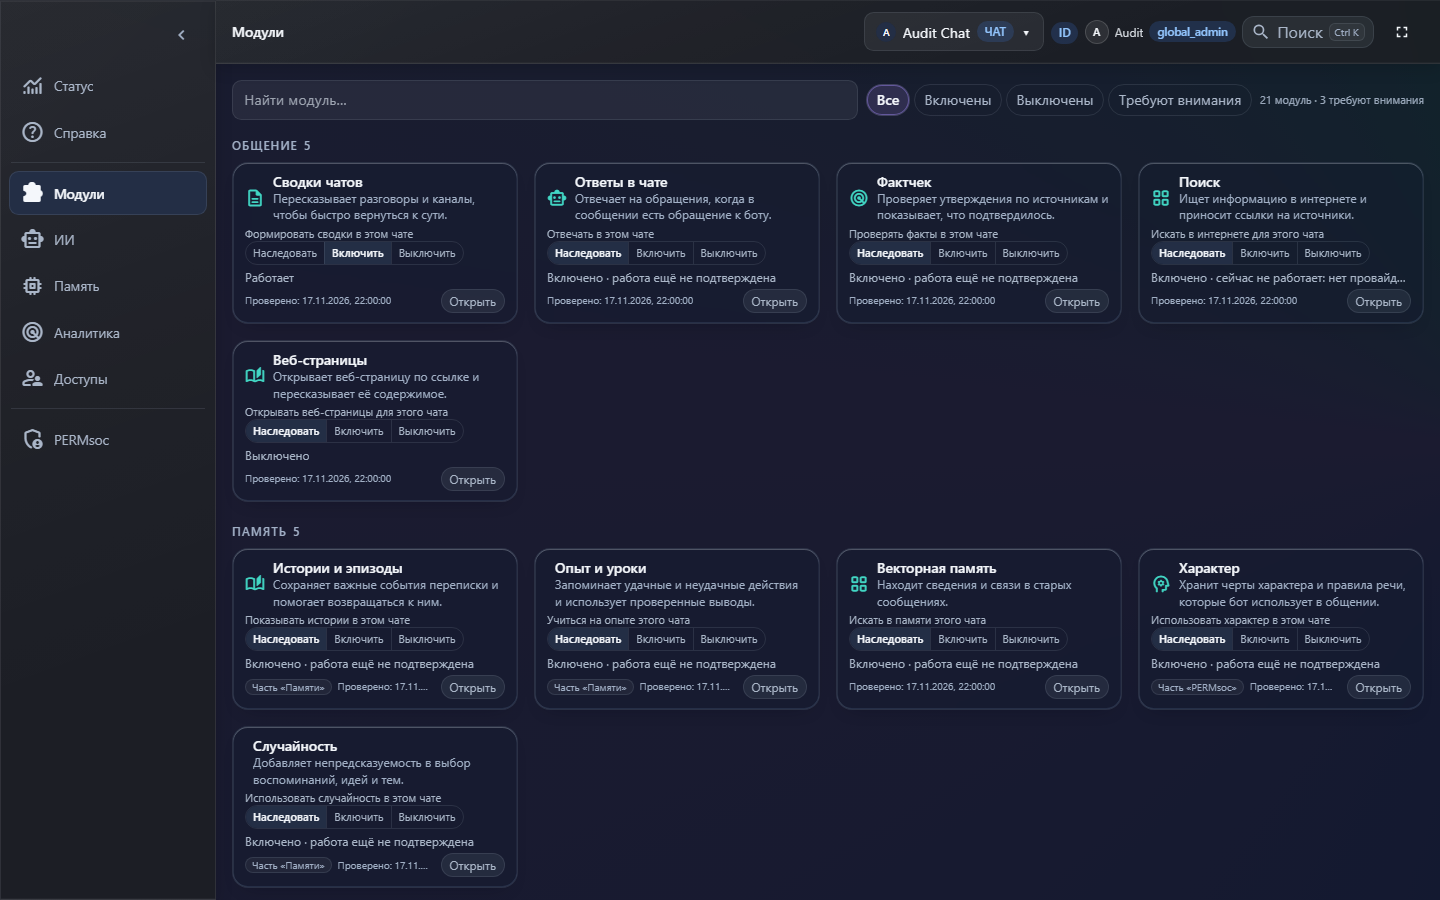 Модули
A Audit Chat ЧАТ ▾ ID A Audit global_admin Поиск Ctrl K
Статус
Справка
Модули
ИИ
Память
Аналитика
Доступы
PERMsoc
Найти модуль...
Все Включены Выключены Требуют внимания 21 модуль · 3 требуют внимания
ОБЩЕНИЕ 5
Сводки чатов
Пересказывает разговоры и каналы,
чтобы быстро вернуться к сути.
Формировать сводки в этом чате
Наследовать Включить Выключить
Работает
Проверено: 17.11.2026, 22:00:00 Открыть
Ответы в чате
Отвечает на обращения, когда в
сообщении есть обращение к боту.
Отвечать в этом чате
Наследовать Включить Выключить
Включено · работа ещё не подтверждена
Проверено: 17.11.2026, 22:00:00 Открыть
Фактчек
Проверяет утверждения по источникам и
показывает, что подтвердилось.
Проверять факты в этом чате
Наследовать Включить Выключить
Включено · работа ещё не подтверждена
Проверено: 17.11.2026, 22:00:00 Открыть
Поиск
Ищет информацию в интернете и
приносит ссылки на источники.
Искать в интернете для этого чата
Наследовать Включить Выключить
Включено · сейчас не работает: нет провайд...
Проверено: 17.11.2026, 22:00:00 Открыть
Веб-страницы
Открывает веб-страницу по ссылке и
пересказывает её содержимое.
Открывать веб-страницы для этого чата
Наследовать Включить Выключить
Выключено
Проверено: 17.11.2026, 22:00:00 Открыть
ПАМЯТЬ 5
Истории и эпизоды
Сохраняет важные события переписки и
помогает возвращаться к ним.
Показывать истории в этом чате
Наследовать Включить Выключить
Включено · работа ещё не подтверждена
Часть «Памяти» Проверено: 17.11.... Открыть
Опыт и уроки
Запоминает удачные и неудачные действия
и использует проверенные выводы.
Учиться на опыте этого чата
Наследовать Включить Выключить
Включено · работа ещё не подтверждена
Часть «Памяти» Проверено: 17.11.... Открыть
Векторная память
Находит сведения и связи в старых
сообщениях.
Искать в памяти этого чата
Наследовать Включить Выключить
Включено · работа ещё не подтверждена
Проверено: 17.11.2026, 22:00:00 Открыть
Характер
Хранит черты характера и правила речи,
которые бот использует в общении.
Использовать характер в этом чате
Наследовать Включить Выключить
Включено · работа ещё не подтверждена
Часть «PERMsoc» Проверено: 17.1... Открыть
Случайность
Добавляет непредсказуемость в выбор
воспоминаний, идей и тем.
Использовать случайность в этом чате
Наследовать Включить Выключить
Включено · работа ещё не подтверждена
Часть «Памяти» Проверено: 17.11.... Открыть